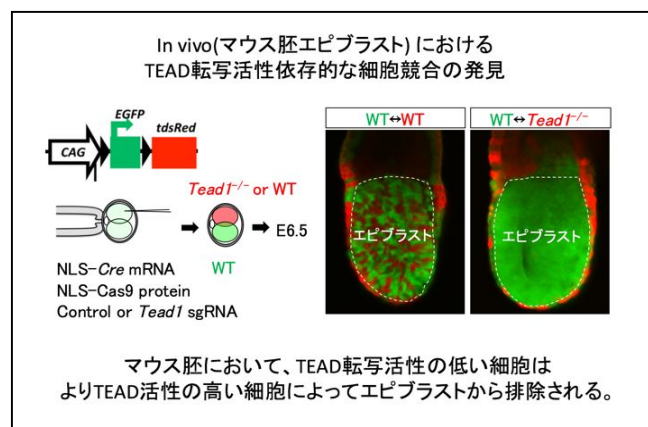 In vivo(マウス胚エピブラスト) における
TEAD転写活性依存的な細胞競合の発見
EGFP
tdsRed
CAG
Tead1-/- or WT
E6.5
WT
NLS-Cre mRNA
NLS-Cas9 protein
Control or Tead1 sgRNA
WT↔WT
WT↔Tead1-/-
エピブラスト
エピブラスト
マウス胚において、TEAD転写活性の低い細胞は
よりTEAD活性の高い細胞によってエピブラストから排除される。